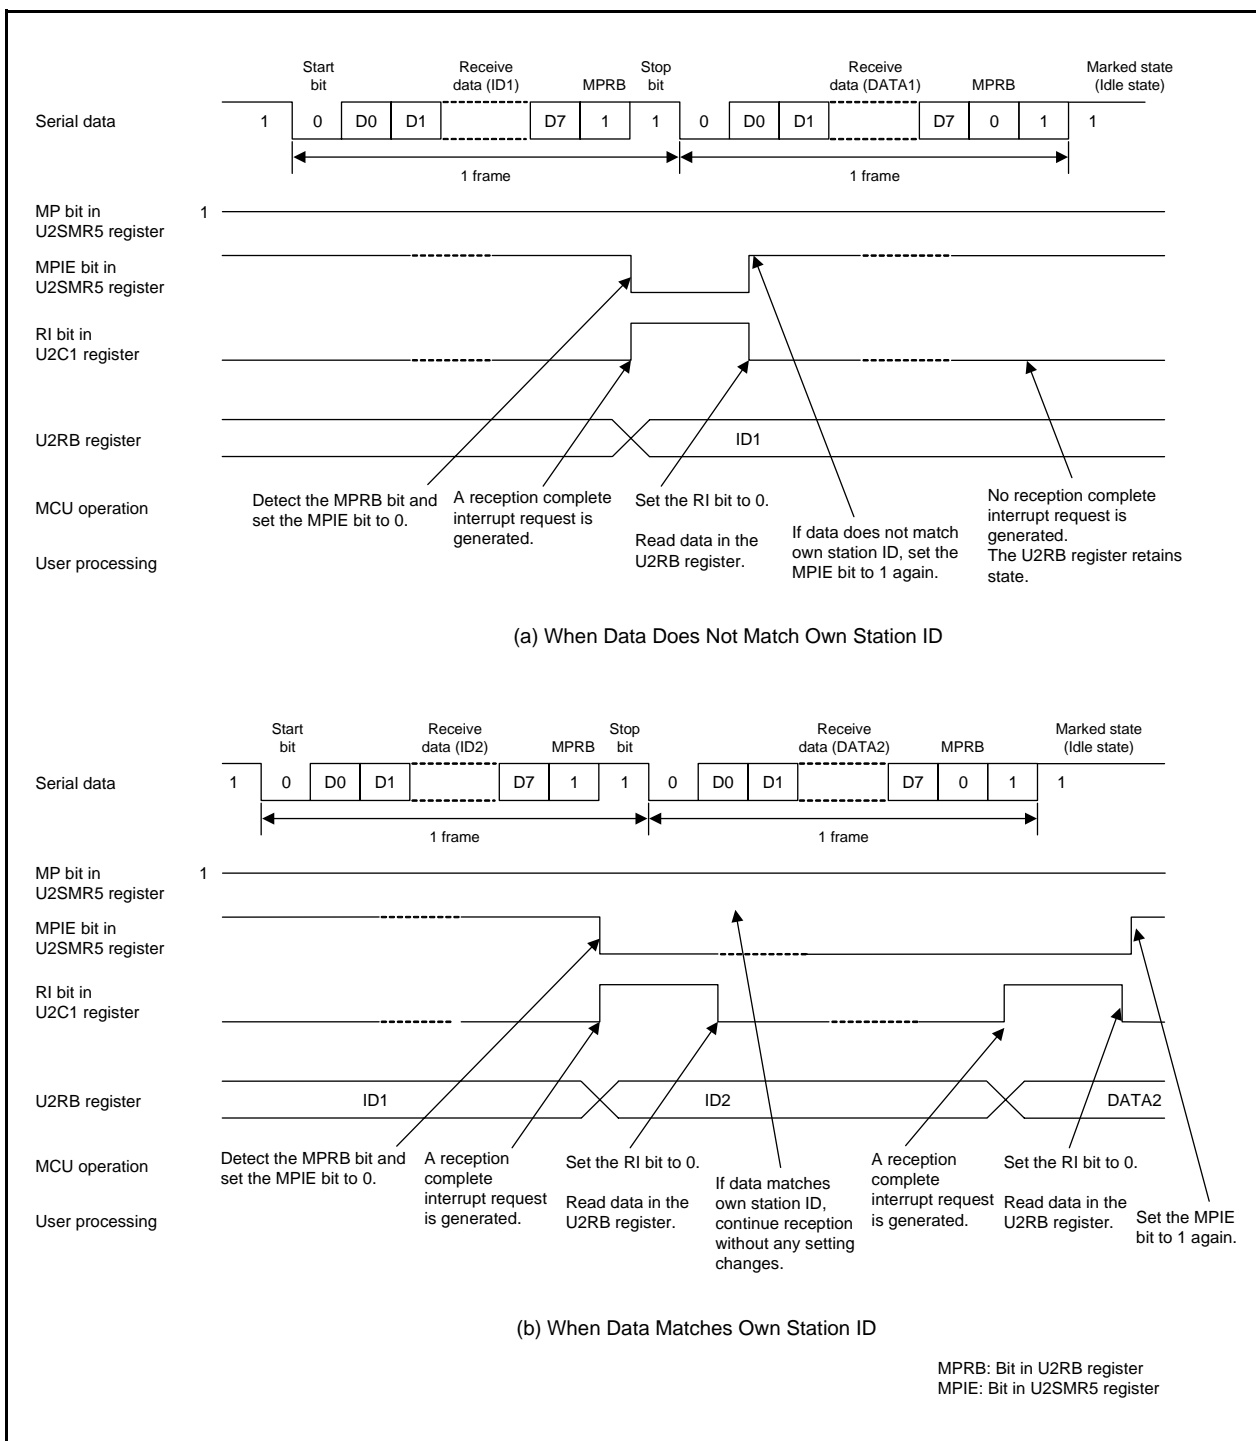 Start bit
Receive data (ID1)
MPRB
Stop bit
Receive data (DATA1)
MPRB
Marked state (Idle state)
Serial data
1 0 D0 D1 D7 1 1 0 D0 D1 D7 0 1 1
1 frame
1 frame
MP bit in
U2SMR5 register
1
MPIE bit in
U2SMR5 register
RI bit in
U2C1 register
U2RB register
ID1
MCU operation
User processing
Detect the MPRB bit and
set the MPIE bit to 0.
A reception complete
interrupt request is
generated.
Set the RI bit to 0.
Read data in the
U2RB register.
If data does not match
own station ID, set the
MPIE bit to 1 again.
No reception complete
interrupt request is
generated.
The U2RB register retains
state.
(a) When Data Does Not Match Own Station ID
Start bit
Receive data (ID2)
MPRB
Stop bit
Receive data (DATA2)
MPRB
Marked state (Idle state)
Serial data
1 0 D0 D1 D7 1 1 0 D0 D1 D7 0 1 1
1 frame
1 frame
MP bit in
U2SMR5 register
1
MPIE bit in
U2SMR5 register
RI bit in
U2C1 register
U2RB register
ID1
ID2
DATA2
MCU operation
User processing
Detect the MPRB bit and
set the MPIE bit to 0.
A reception
complete
interrupt request
is generated.
Set the RI bit to 0.
Read data in the
U2RB register.
If data matches
own station ID,
continue reception
without any setting
changes.
A reception
complete
interrupt request
is generated.
Set the RI bit to 0.
Read data in the
U2RB register.
Set the MPIE
bit to 1 again.
(b) When Data Matches Own Station ID
MPRB: Bit in U2RB register
MPIE: Bit in U2SMR5 register